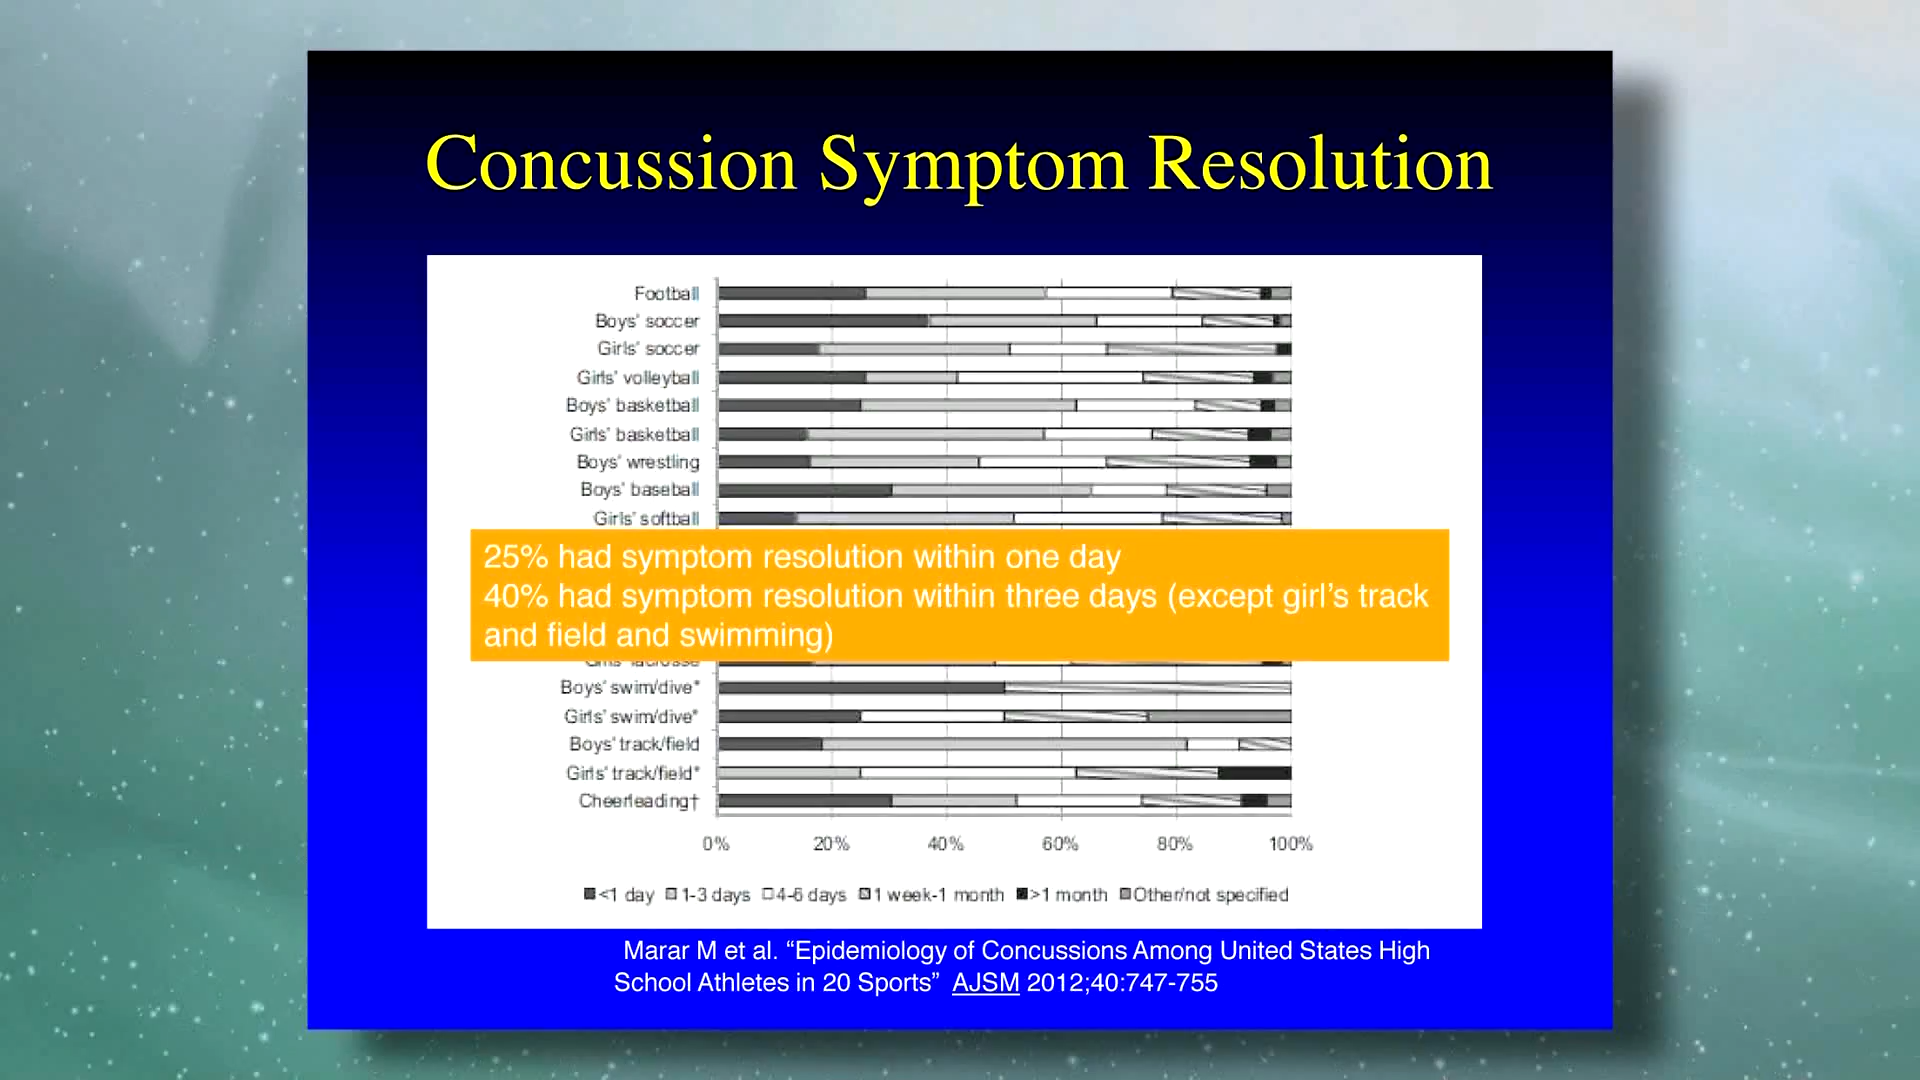 Concussion Symptom Resolution
Football
Boys' soccer
Girls' soccer
Girls' volleyball
Boys' basketball
Girls' basketball
Boys' wrestling
Boys' baseball
Girls' softball
25% had symptom resolution within one day
40% had symptom resolution within three days (except girl’s track
and field and swimming)
Girls' lacrosse
Boys' swim/dive*
Girls' swim/dive*
Boys' track/field
Girls' track/field*
Cheerleading†
0% 20% 40% 60% 80% 100%
<1 day 1-3 days 4-6 days 1 week-1 month >1 month Other/not specified
Marar M et al. “Epidemiology of Concussions Among United States High
School Athletes in 20 Sports” AJSM 2012;40:747-755